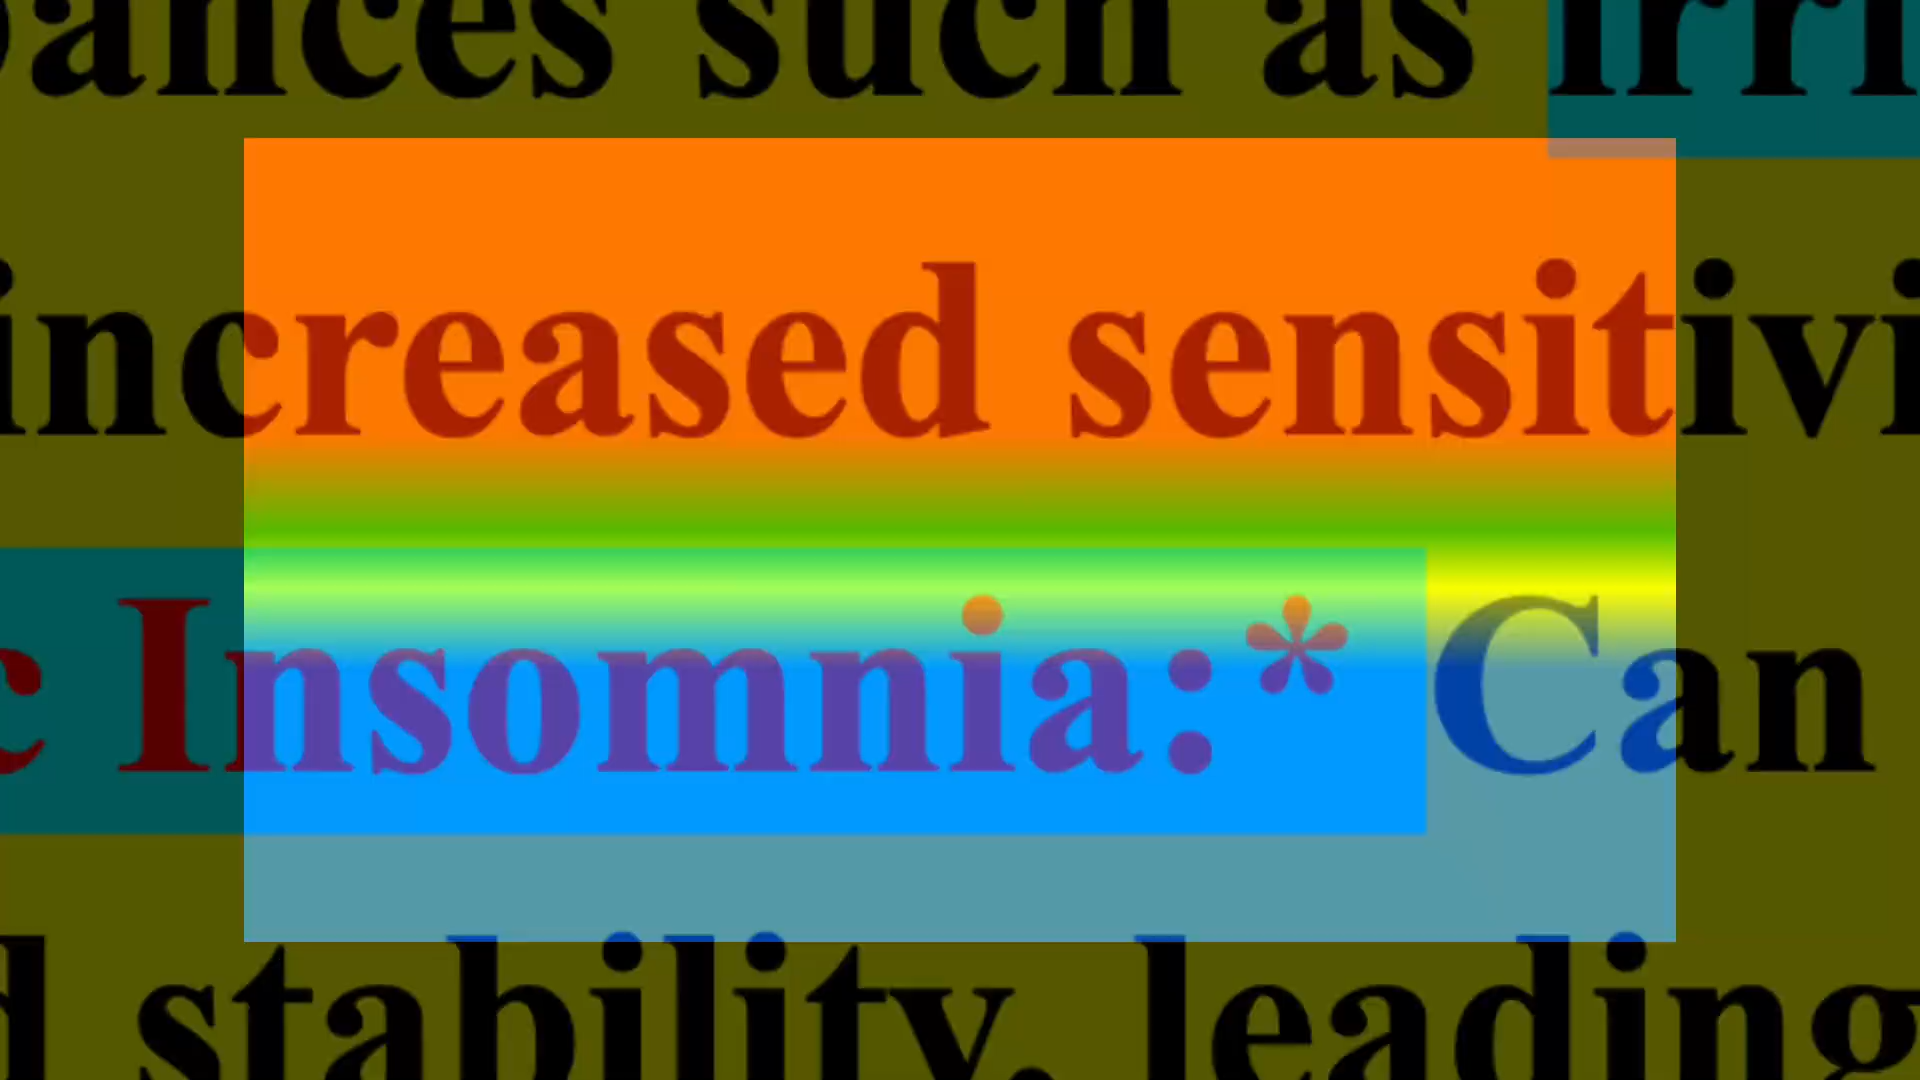 ances such as irri
increased sensitivi
c Insomnia:* Can
d stability, leading